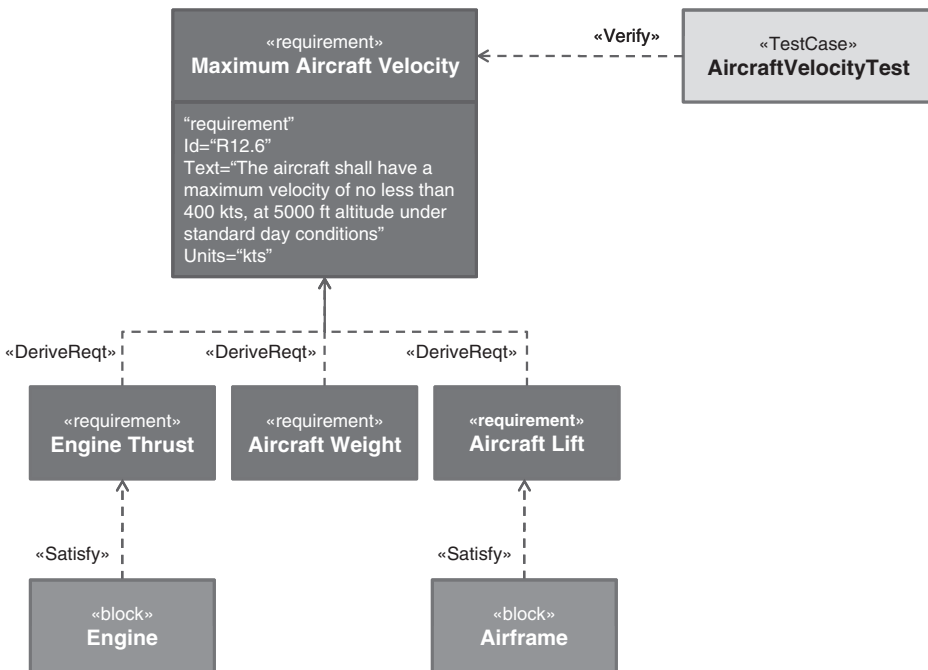 «requirement»
Maximum Aircraft Velocity
«Verify»
«TestCase»
AircraftVelocityTest
“requirement”
Id=“R12.6”
Text=“The aircraft shall have a
maximum velocity of no less than
400 kts, at 5000 ft altitude under
standard day conditions”
Units=“kts”
«DeriveReqt»
«DeriveReqt»
«DeriveReqt»
«requirement»
Engine Thrust
«requirement»
Aircraft Weight
«requirement»
Aircraft Lift
«Satisfy»
«Satisfy»
«block»
Engine
«block»
Airframe